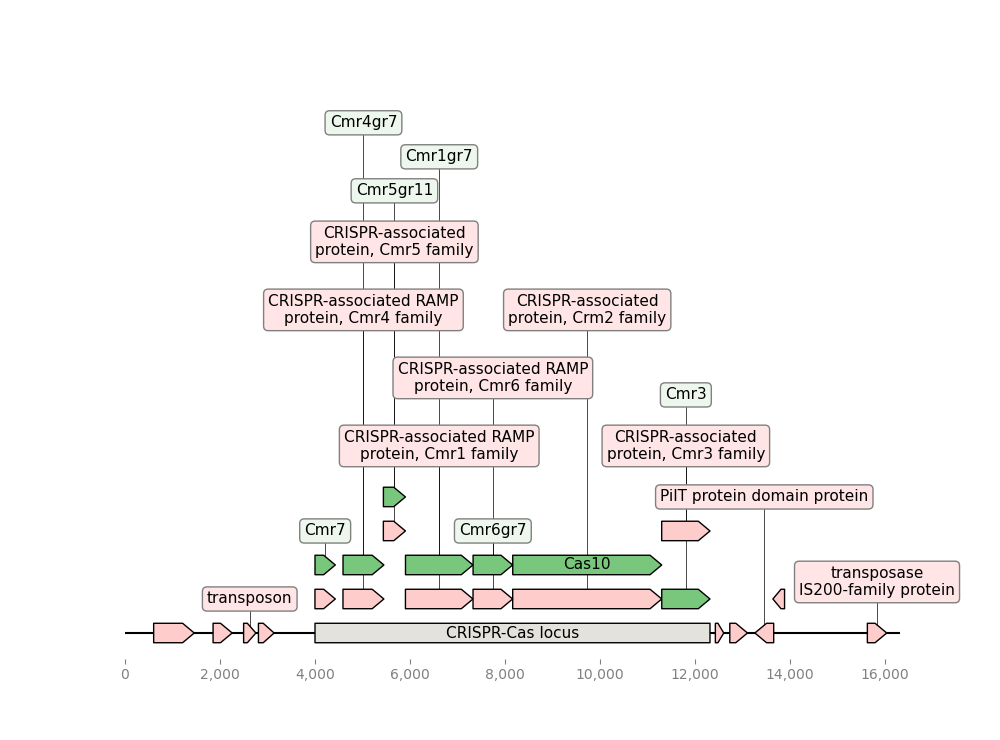 Cmr4gr7
Cmr1gr7
Cmr5gr11
CRISPR-associated
protein, Cmr5 family
CRISPR-associated RAMP
protein, Cmr4 family
CRISPR-associated
protein, Crm2 family
CRISPR-associated RAMP
protein, Cmr6 family
Cmr3
CRISPR-associated RAMP
protein, Cmr1 family
CRISPR-associated
protein, Cmr3 family
PilT protein domain protein
Cmr7
Cmr6gr7
Cas10
transposase
IS200-family protein
transposon
CRISPR-Cas locus
0 2,000 4,000 6,000 8,000 10,000 12,000 14,000 16,000